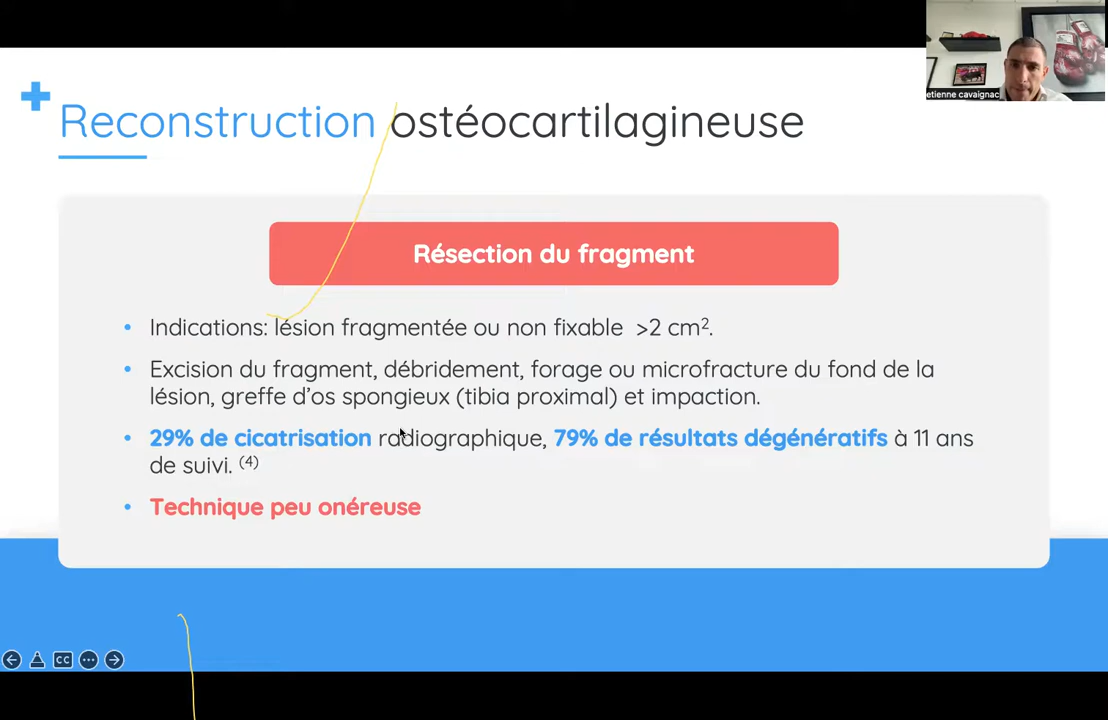 etienne cavaignac
Reconstruction ostéocartilagineuse
Résection du fragment
• Indications: lésion fragmentée ou non fixable >2 cm².
• Excision du fragment, débridement, forage ou microfracture du fond de la
lésion, greffe d'os spongieux (tibia proximal) et impaction.
• 29% de cicatrisation radiographique, 79% de résultats dégénératifs à 11 ans
de suivi. (4)
• Technique peu onéreuse
CC